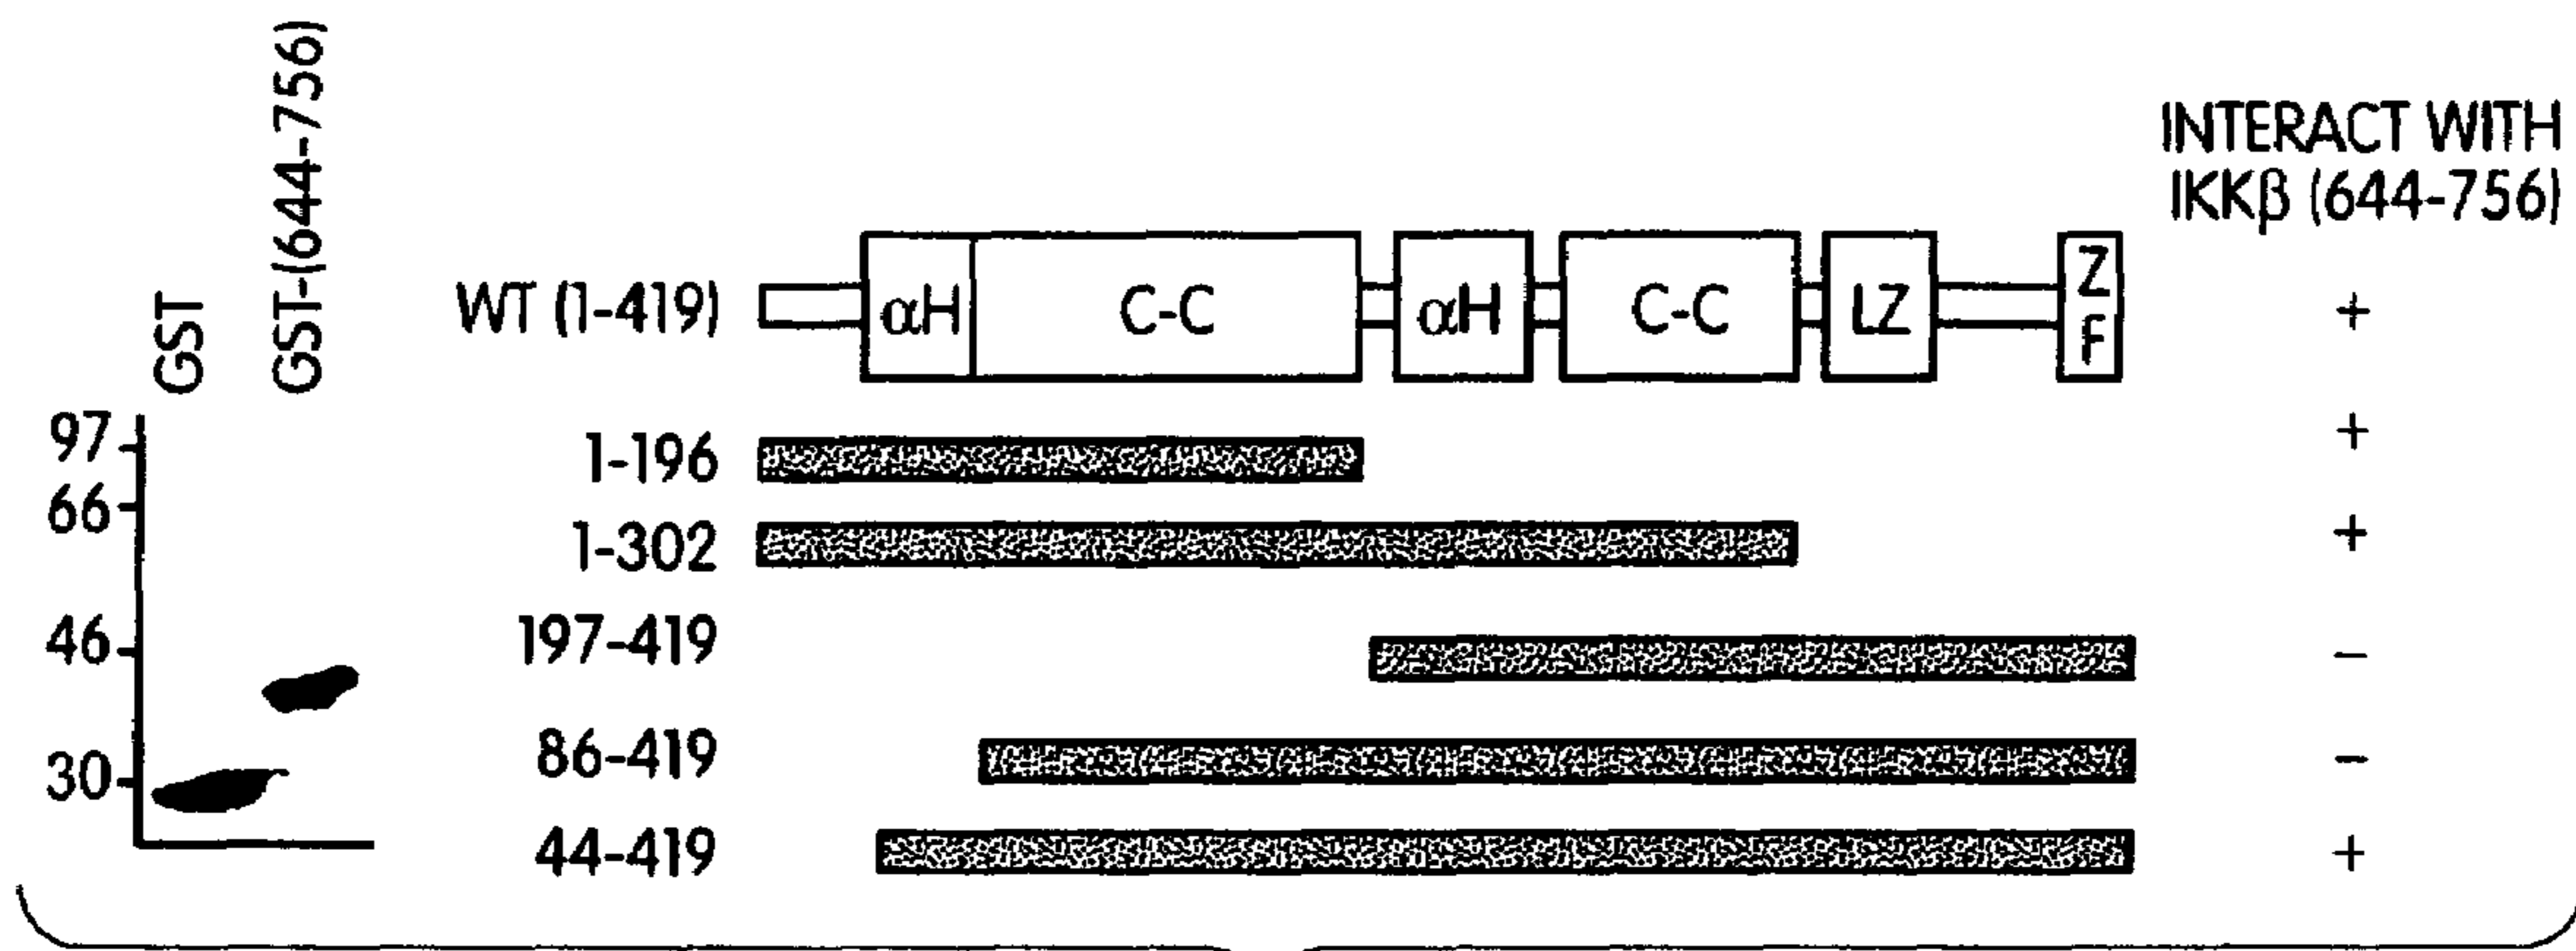 GST
GST-(644-756)
97
66
46
30
INTERACT WITH
IKKβ (644-756)
WT (1-419)
αH
C-C
αH
C-C
LZ
Z
F
+
1-196
+
1-302
+
197-419
−
86-419
−
44-419
+